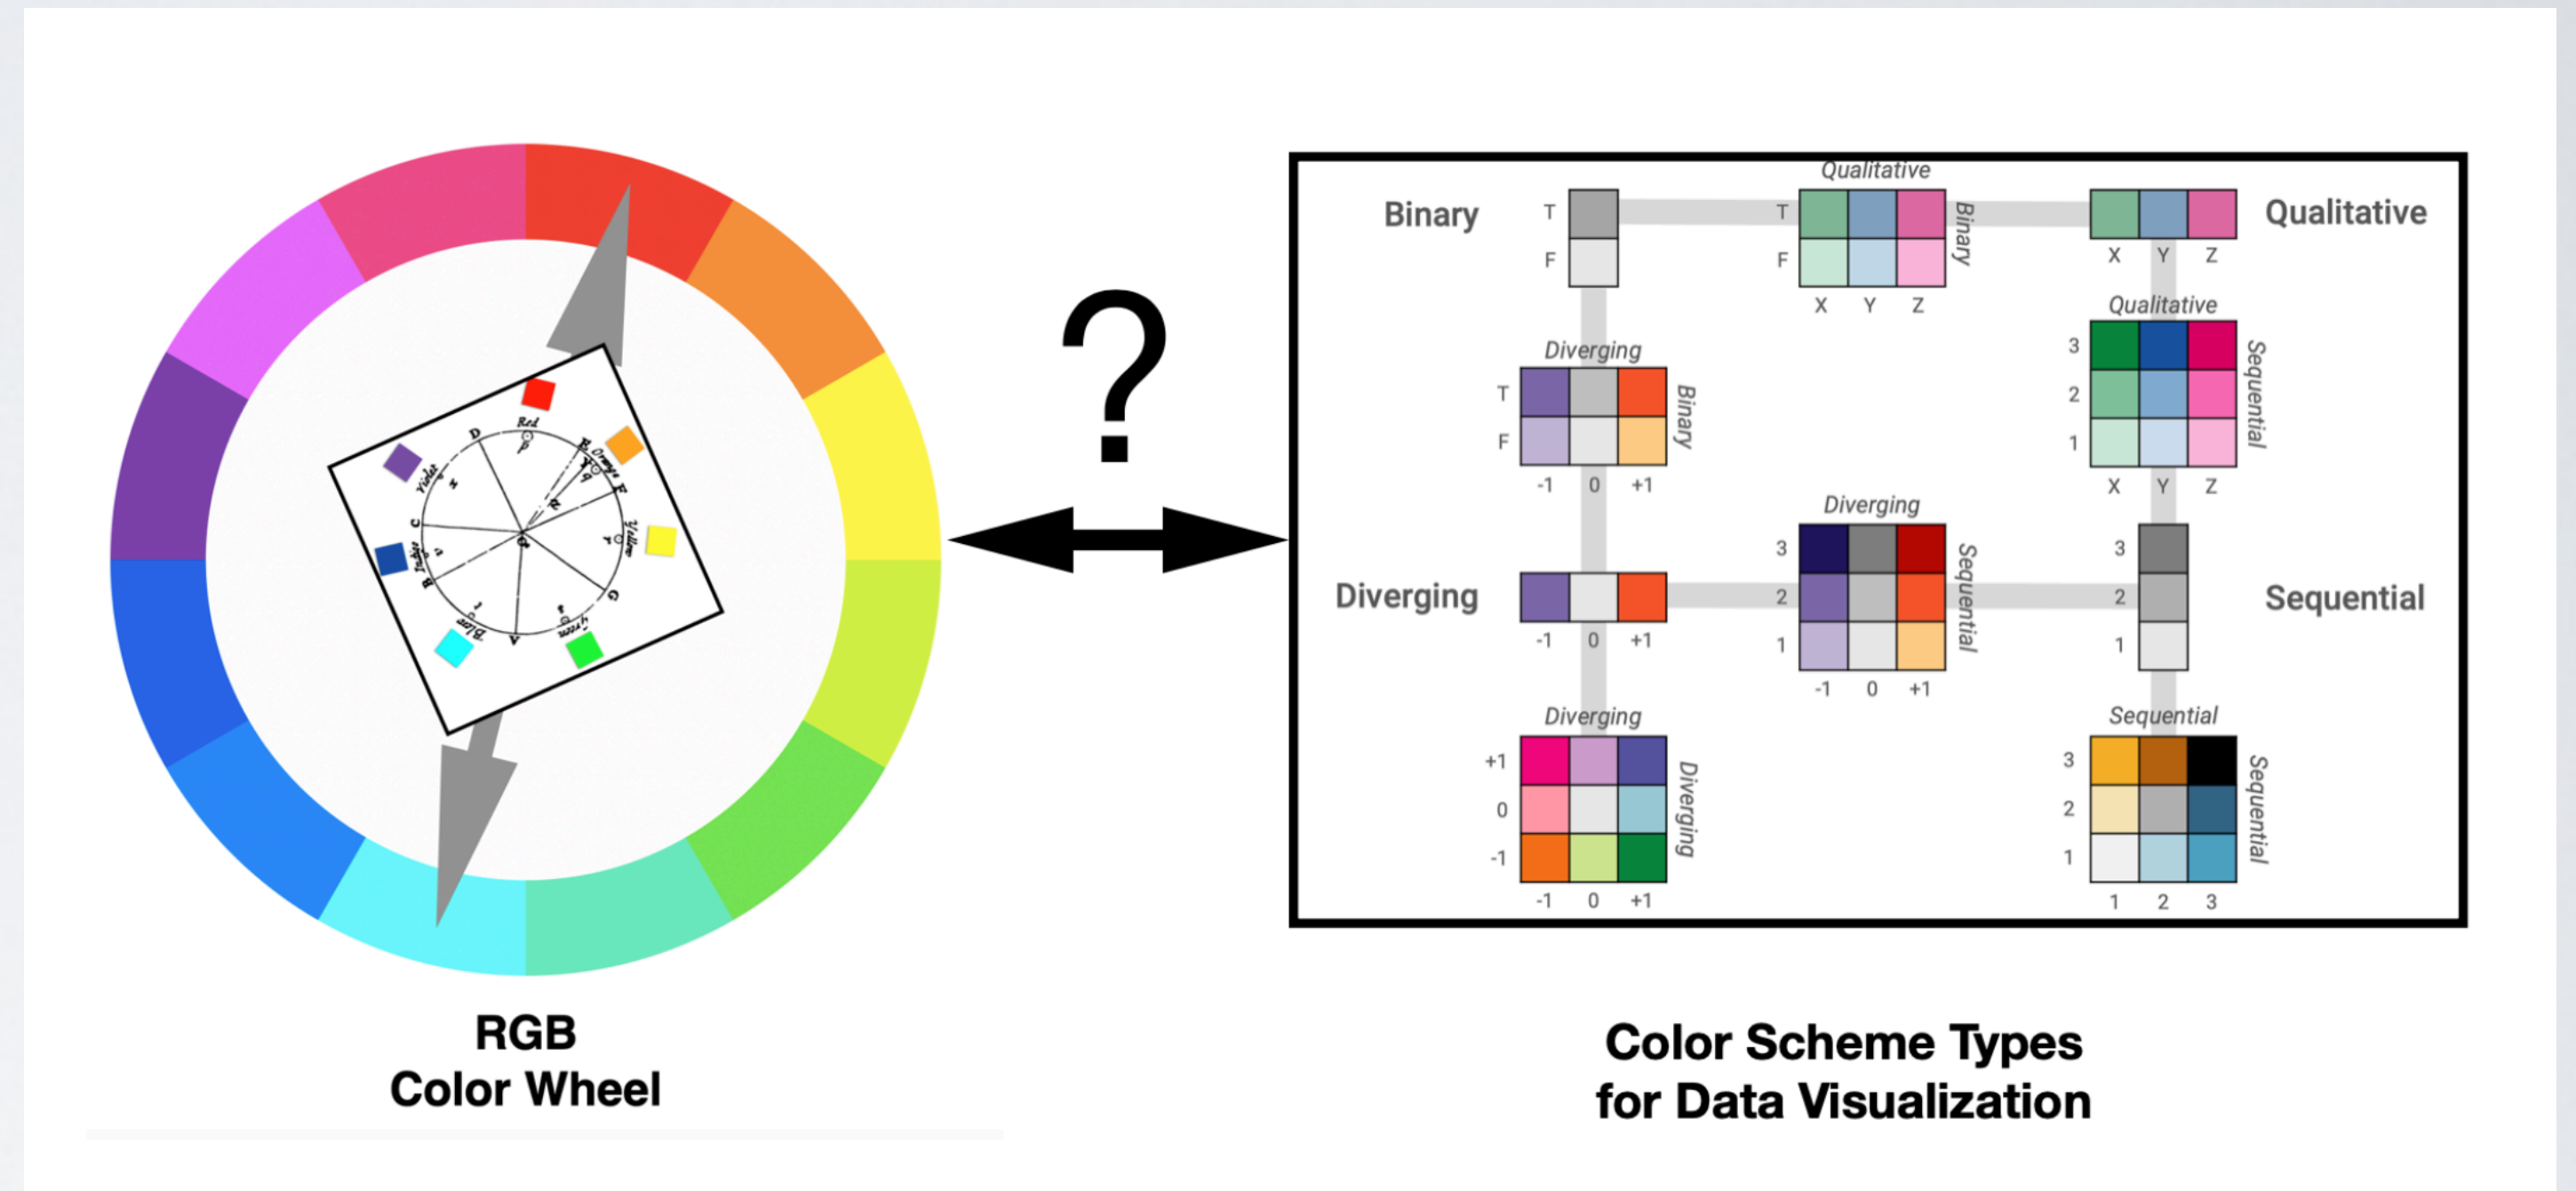 D
Red
P
E
Orange
q
F
Z
Violet
C
Yellow
r
Indigo
B
G
t
Blew
A
Green
RGB
Color Wheel
?
Qualitative
Binary
T
T
Binary
Qualitative
F
F
X Y Z
X Y Z
Qualitative
Diverging
3
T
Binary
2
Sequential
F
1
-1 0 +1
X Y Z
Diverging
3
3
Diverging
2
Sequential
2
Sequential
-1 0 +1
1
1
-1 0 +1
Diverging
Sequential
+1
3
0
Diverging
2
Sequential
-1
1
-1 0 +1
1 2 3
Color Scheme Types
for Data Visualization